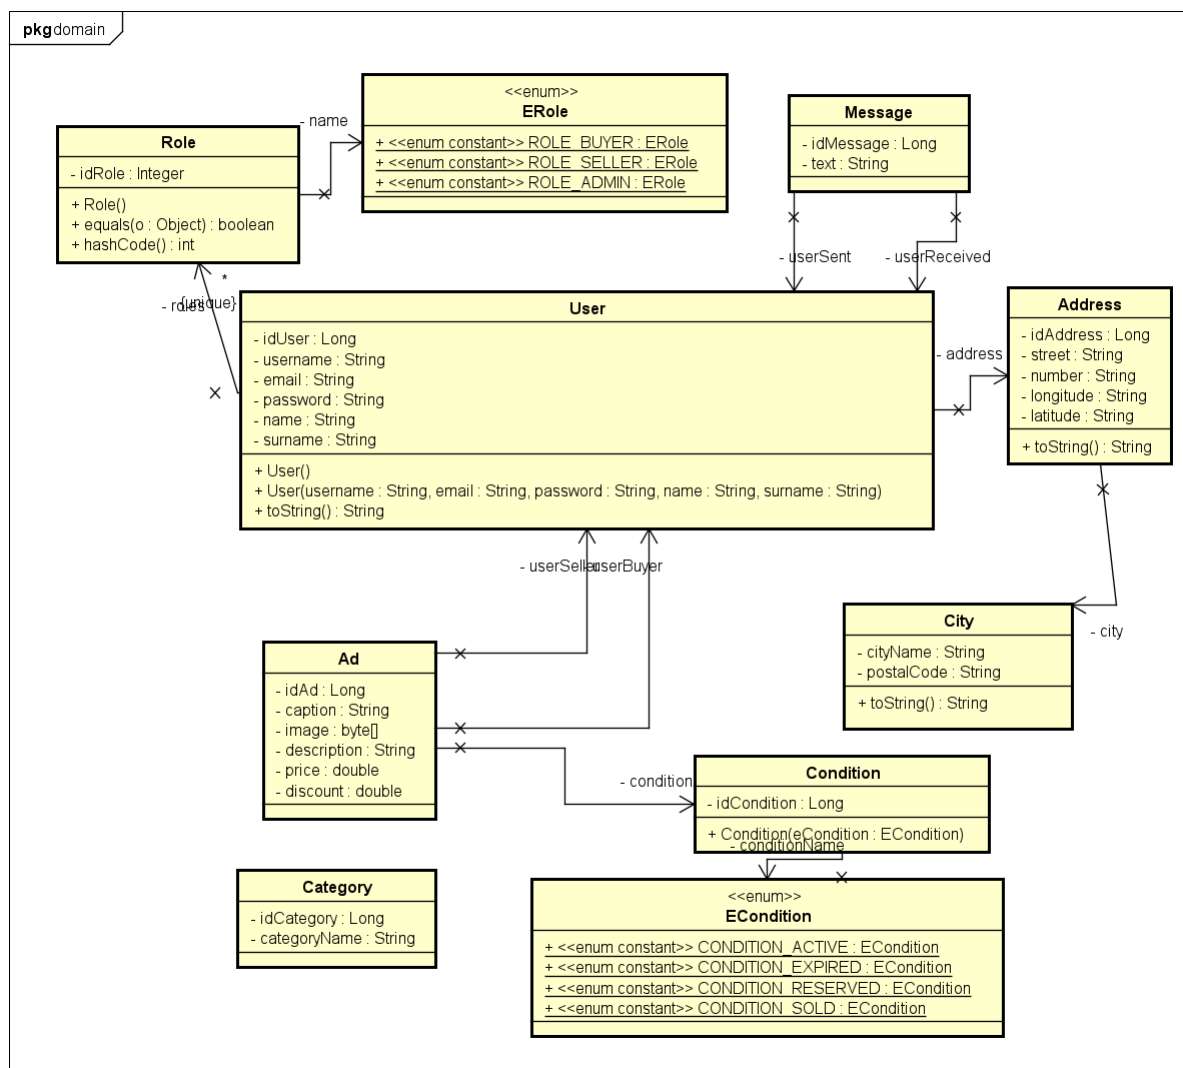 pkg domain
<<enum>>
ERole
+ <<enum constant>> ROLE_BUYER : ERole
+ <<enum constant>> ROLE_SELLER : ERole
+ <<enum constant>> ROLE_ADMIN : ERole
- name
Role
- idRole : Integer
+ Role()
+ equals(o : Object) : boolean
+ hashCode() : int
Message
- idMessage : Long
- text : String
- userSent
- userReceived
*
{unique}
- roles
User
- idUser : Long
- username : String
- email : String
- password : String
- name : String
- surname : String
+ User()
+ User(username : String, email : String, password : String, name : String, surname : String)
+ toString() : String
- address
Address
- idAddress : Long
- street : String
- number : String
- longitude : String
- latitude : String
+ toString() : String
- userSeller
- userBuyer
City
- cityName : String
- postalCode : String
+ toString() : String
- city
Ad
- idAd : Long
- caption : String
- image : byte[]
- description : String
- price : double
- discount : double
- condition
Condition
- idCondition : Long
+ Condition(eCondition : ECondition)
- conditionName
Category
- idCategory : Long
- categoryName : String
<<enum>>
ECondition
+ <<enum constant>> CONDITION_ACTIVE : ECondition
+ <<enum constant>> CONDITION_EXPIRED : ECondition
+ <<enum constant>> CONDITION_RESERVED : ECondition
+ <<enum constant>> CONDITION_SOLD : ECondition